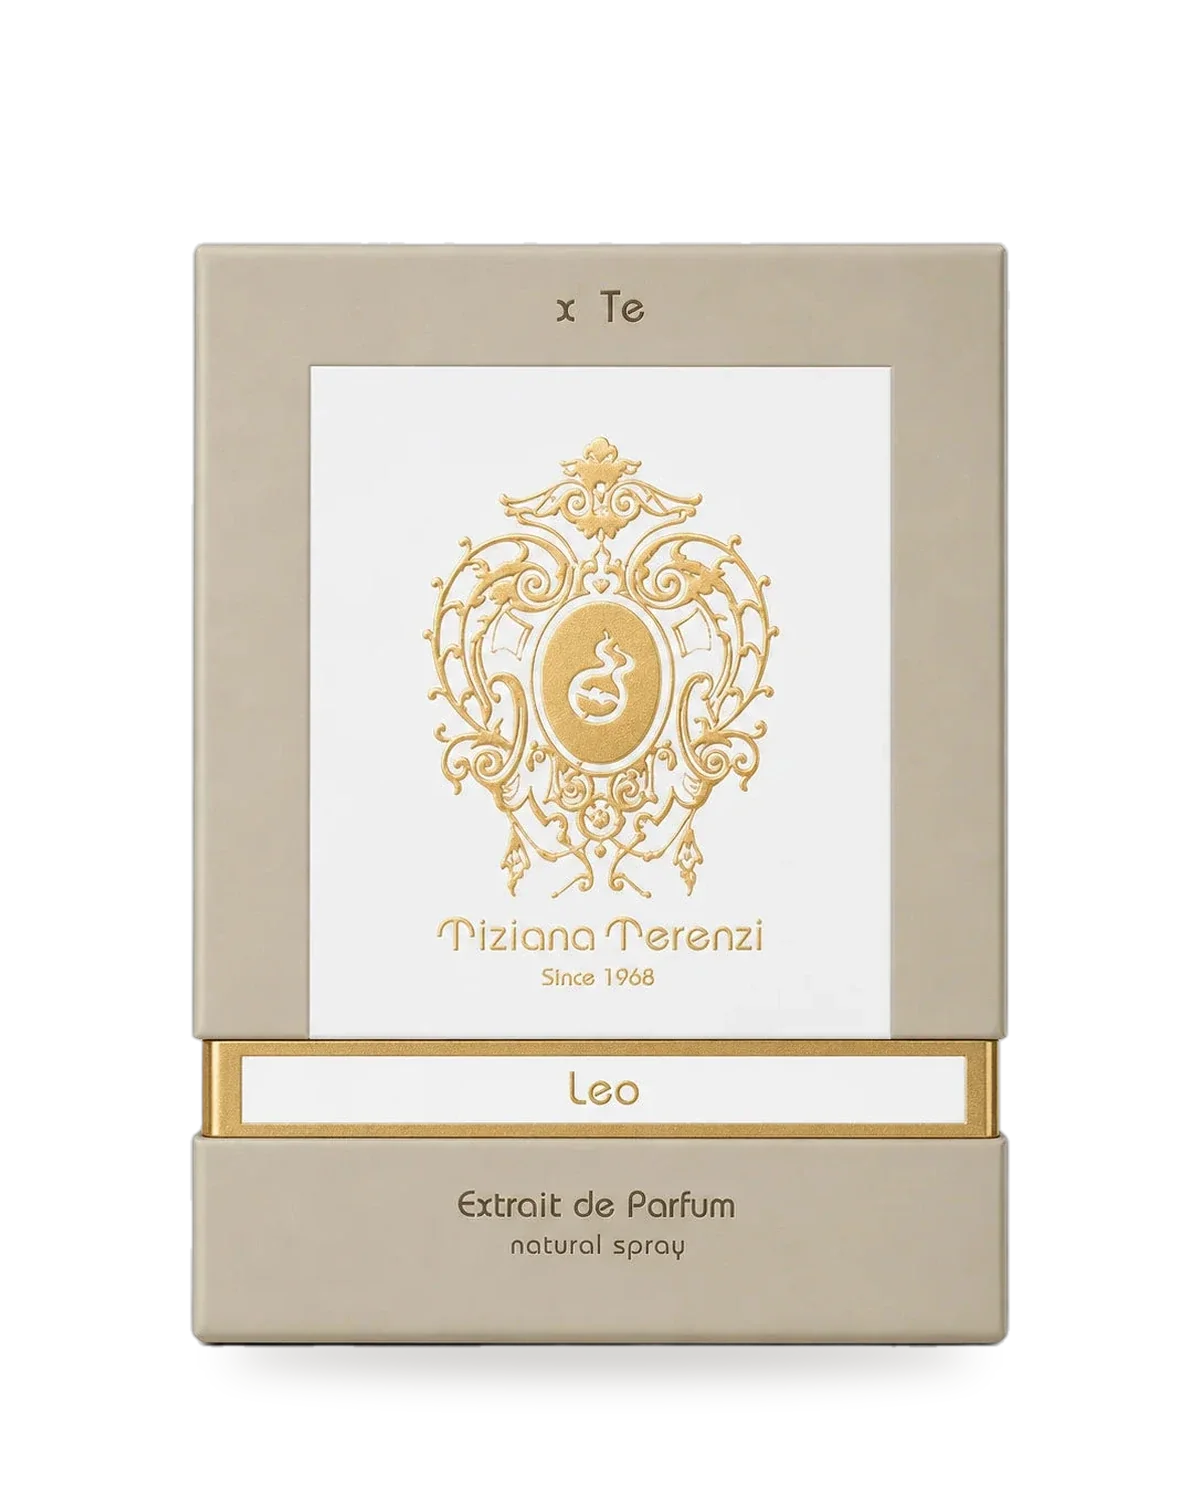 x Te
Tiziana Terenzi
Since 1968
Leo
Extrait de Parfum
natural spray